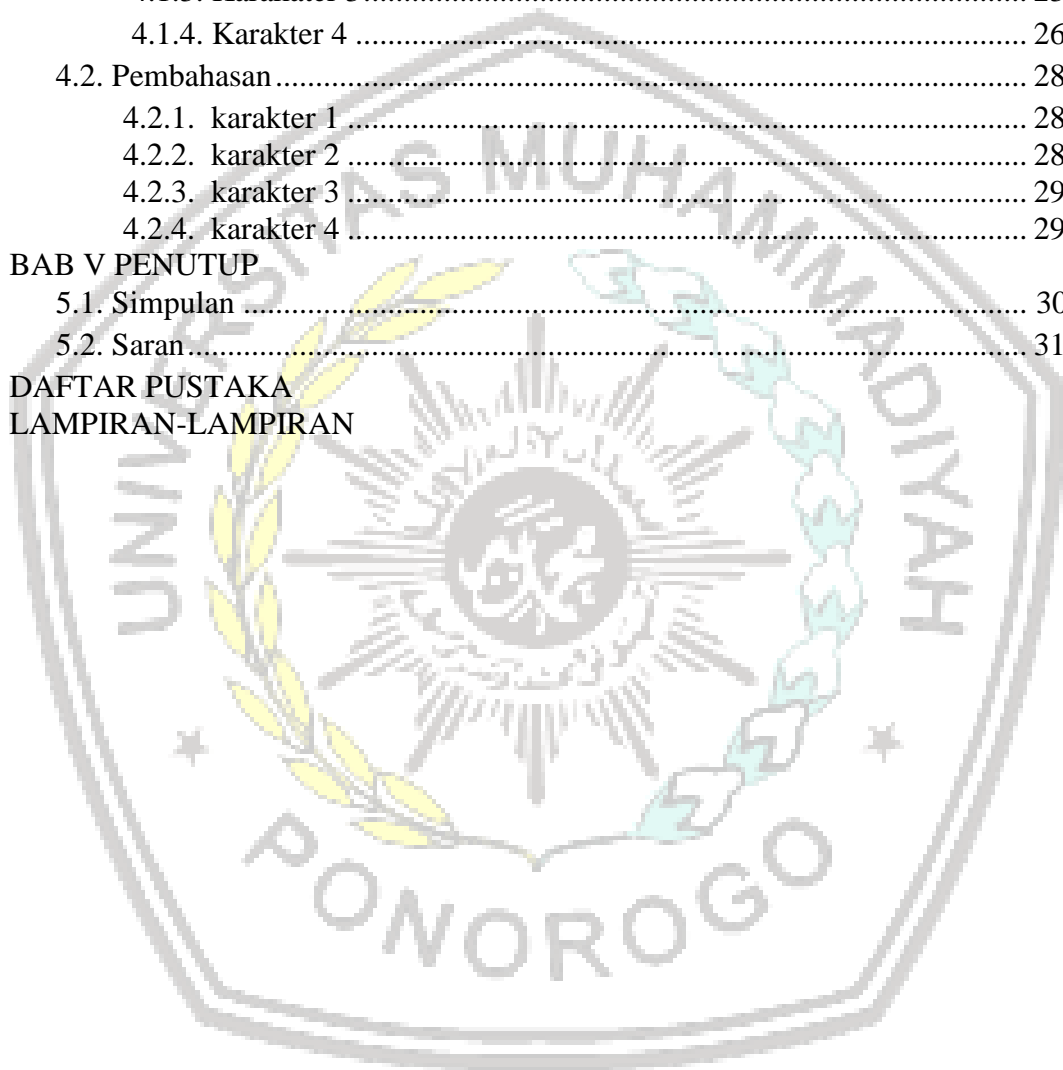 4.1.4. Karakter 4 ........................................................................ 26
4.2. Pembahasan ........................................................................ 28
4.2.1. karakter 1 ........................................................................ 28
4.2.2. karakter 2 ........................................................................ 28
4.2.3. karakter 3 ........................................................................ 29
4.2.4. karakter 4 ........................................................................ 29
BAB V PENUTUP
5.1. Simpulan ........................................................................ 30
5.2. Saran ........................................................................ 31
DAFTAR PUSTAKA
LAMPIRAN-LAMPIRAN
UNIVERSITAS MUHAMMADIYAH
PONOROGO